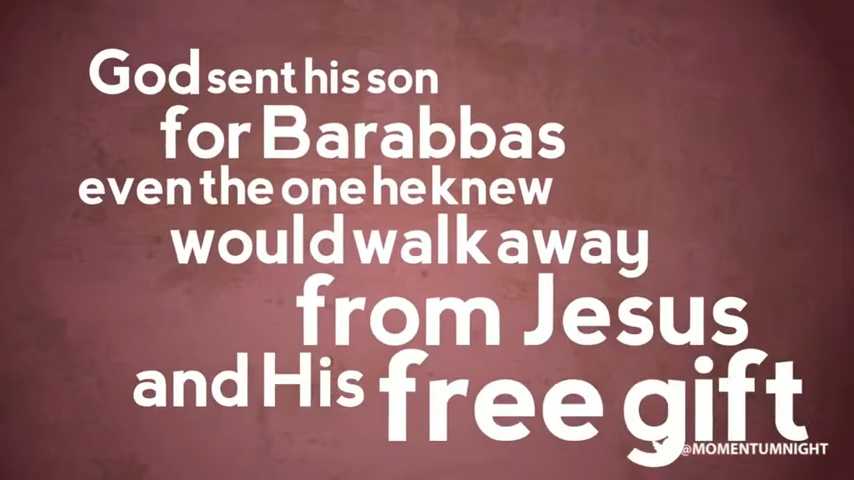 God sent his son
for Barabbas
even the one he knew
would walk away
from Jesus
and His free gift
@MOMENTUMNIGHT